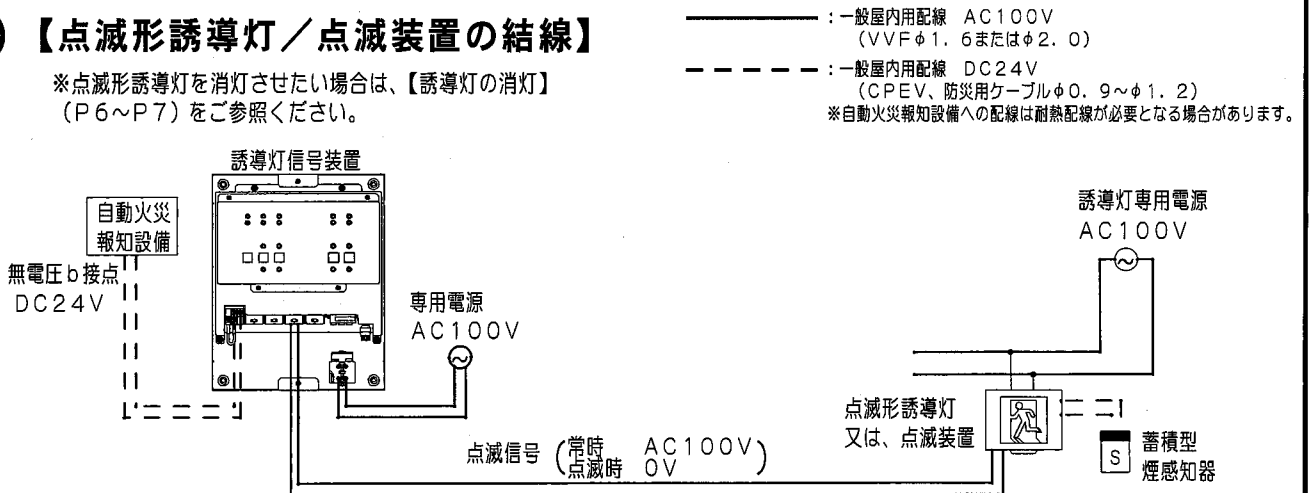 【点滅形誘導灯／点滅装置の結線】
※点滅形誘導灯を消灯させたい場合は、【誘導灯の消灯】
（P6～P7）をご参照ください。
：一般屋内用配線 AC100V
（VVFφ1．6またはφ2．0）
：一般屋内用配線 DC24V
（CPEV、防災用ケーブルφ0．9～φ1．2）
※自動火災報知設備への配線は耐熱配線が必要となる場合があります。
誘導灯信号装置
自動火災
報知設備
無電圧b接点
DC24V
専用電源
AC100V
誘導灯専用電源
AC100V
点滅形誘導灯
又は、点滅装置
S
蓄積型
煙感知器
点滅信号（常時 AC100V
点滅時 0V）